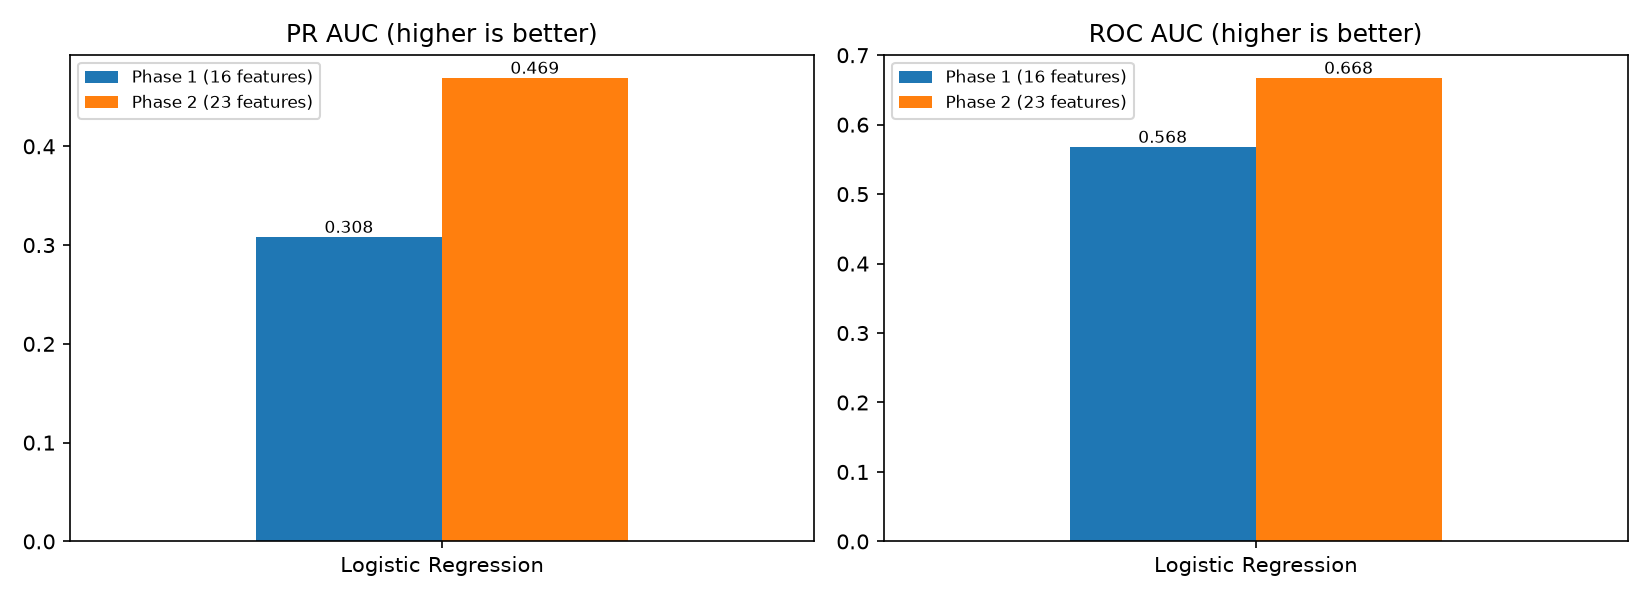 PR AUC (higher is better)
Phase 1 (16 features)
Phase 2 (23 features)
0.469
0.308
0.4
0.3
0.2
0.1
0.0
Logistic Regression
ROC AUC (higher is better)
Phase 1 (16 features)
Phase 2 (23 features)
0.668
0.568
0.7
0.6
0.5
0.4
0.3
0.2
0.1
0.0
Logistic Regression